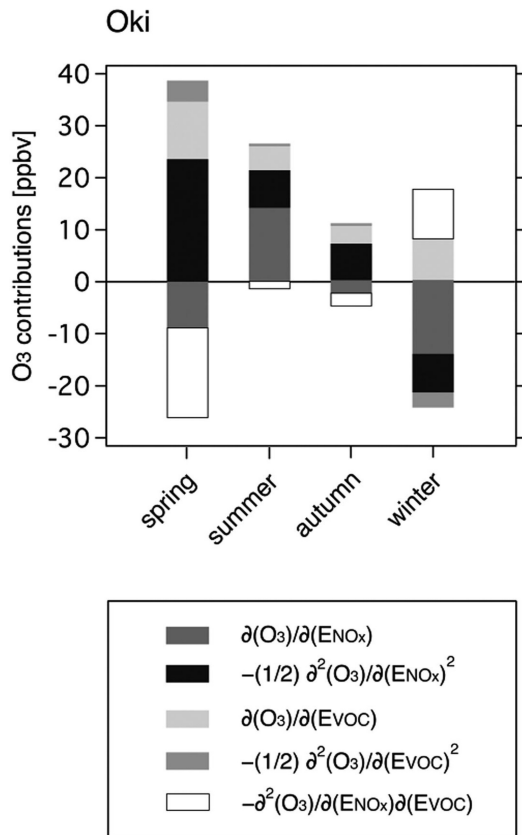 Oki
O₃ contributions [ppbv]
40
30
20
10
0
-10
-20
-30
spring
summer
autumn
winter
∂(O₃)/∂(ENOx)
−(1/2) ∂²(O₃)/∂(ENOx)²
∂(O₃)/∂(EVOC)
−(1/2) ∂²(O₃)/∂(EVOC)²
−∂²(O₃)/∂(ENOx)∂(EVOC)